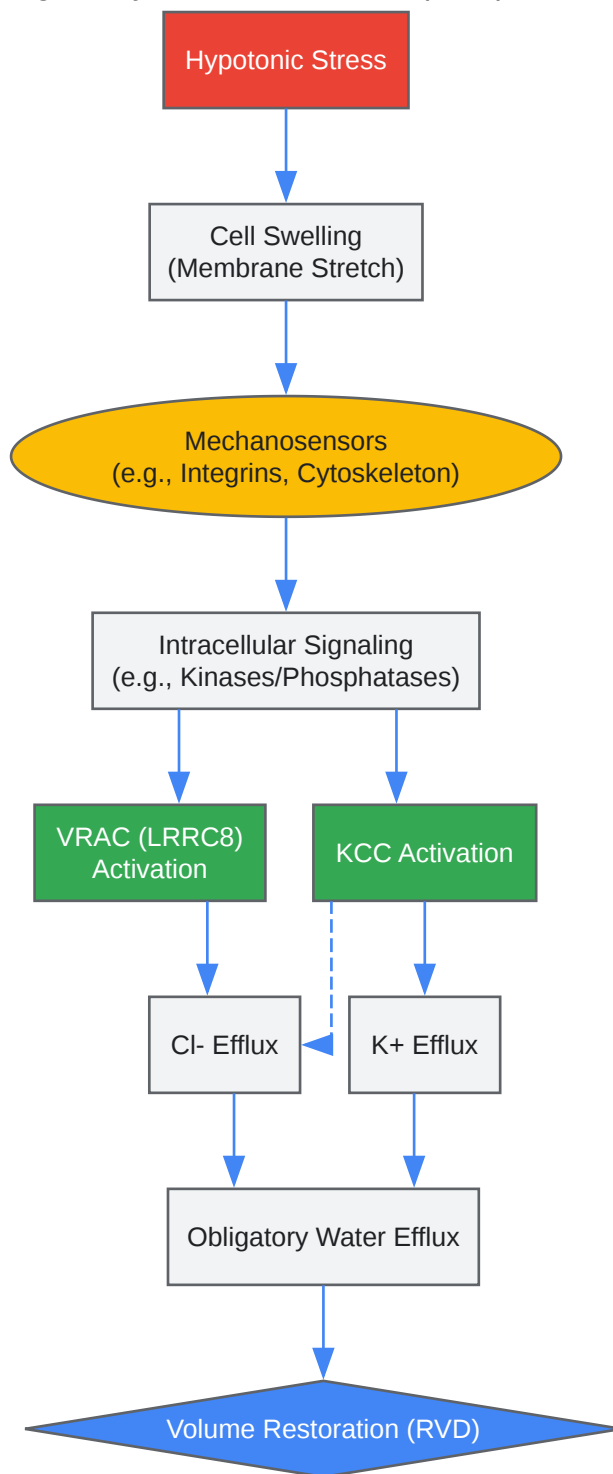 Hypotonic Stress
Cell Swelling
(Membrane Stretch)
Mechanosensors
(e.g., Integrins, Cytoskeleton)
Intracellular Signaling
(e.g., Kinases/Phosphatases)
VRAC (LRRC8)
Activation
KCC Activation
Cl- Efflux
K+ Efflux
Obligatory Water Efflux
Volume Restoration (RVD)